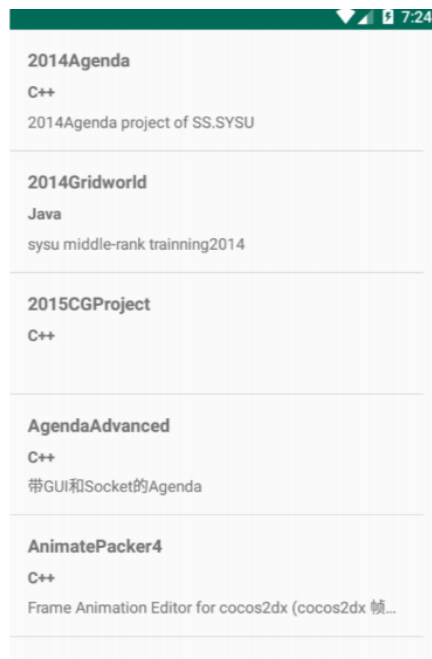 7:24
2014Agenda
C++
2014Agenda project of SS.SYSU
2014Gridworld
Java
sysu middle-rank trainning2014
2015CGProject
C++
AgendaAdvanced
C++
带GUI和Socket的Agenda
AnimatePacker4
C++
Frame Animation Editor for cocos2dx (cocos2dx 帧...